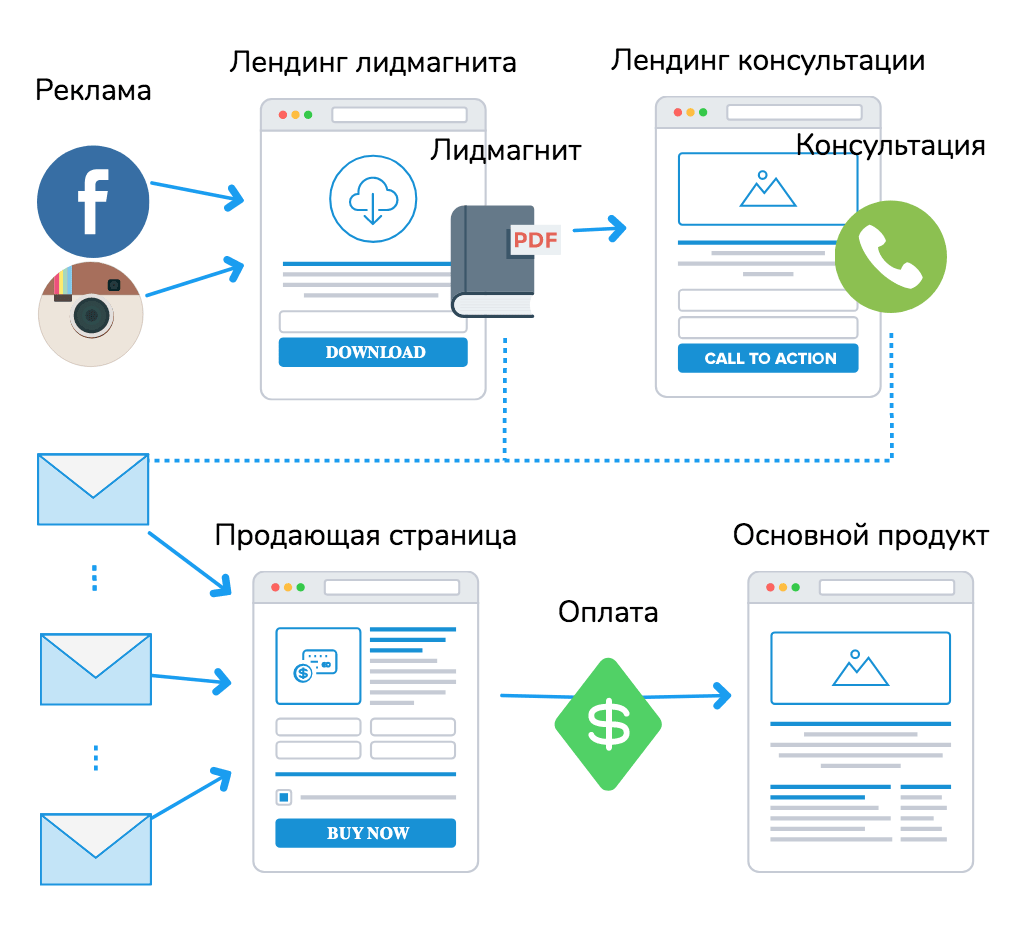 Реклама
Лендинг лидмагнита
Лендинг консультации
Лидмагнит
Консультация
f
PDF
DOWNLOAD
CALL TO ACTION
Продающая страница
Основной продукт
Оплата
$
$
BUY NOW